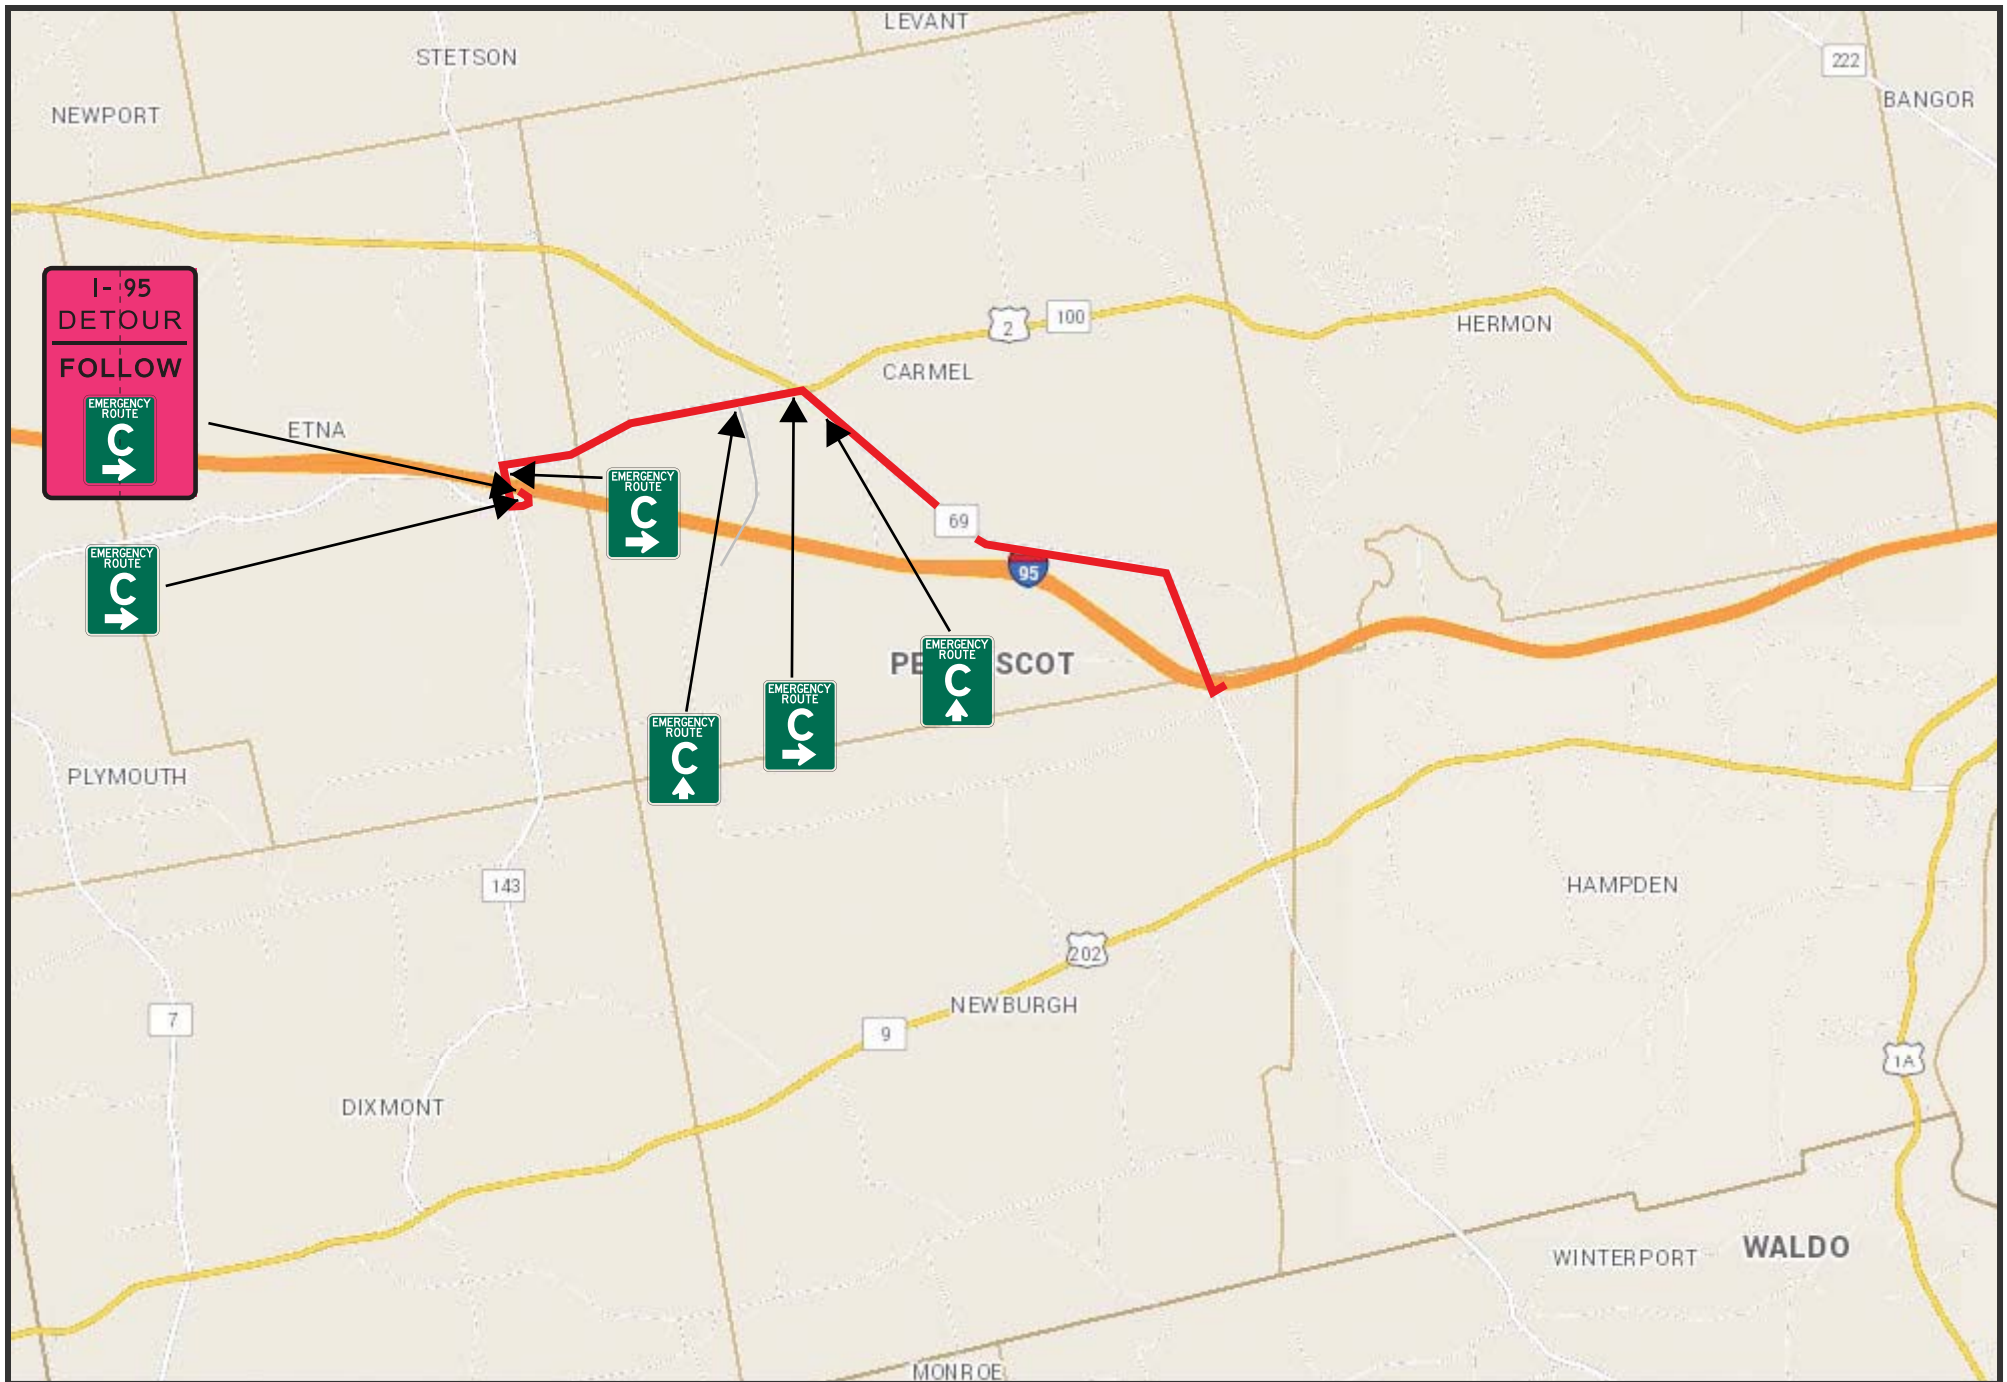 LEVANT
STETSON
222
NEWPORT
BANGOR
I- 95
DETOUR
FOLLOW
EMERGENCY
ROUTE
C
2
100
HERMON
CARMEL
ETNA
EMERGENCY
ROUTE
C
69
95
EMERGENCY
ROUTE
C
PE
SCOT
EMERGENCY
ROUTE
C
EMERGENCY
ROUTE
C
EMERGENCY
ROUTE
C
PLYMOUTH
143
HAMPDEN
202
NEWBURGH
7
9
1A
DIXMONT
WINTERPORT
WALDO
MONROE